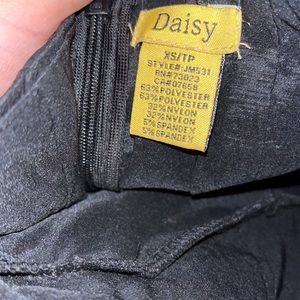 Daisy
XS/TP
STYLE#:JM531
RN#73023
CA#07658
63%POLYESTER
63%POLYESTER
32%NYLON
32%NYLON
5%SPANDEX
5%SPANDEX